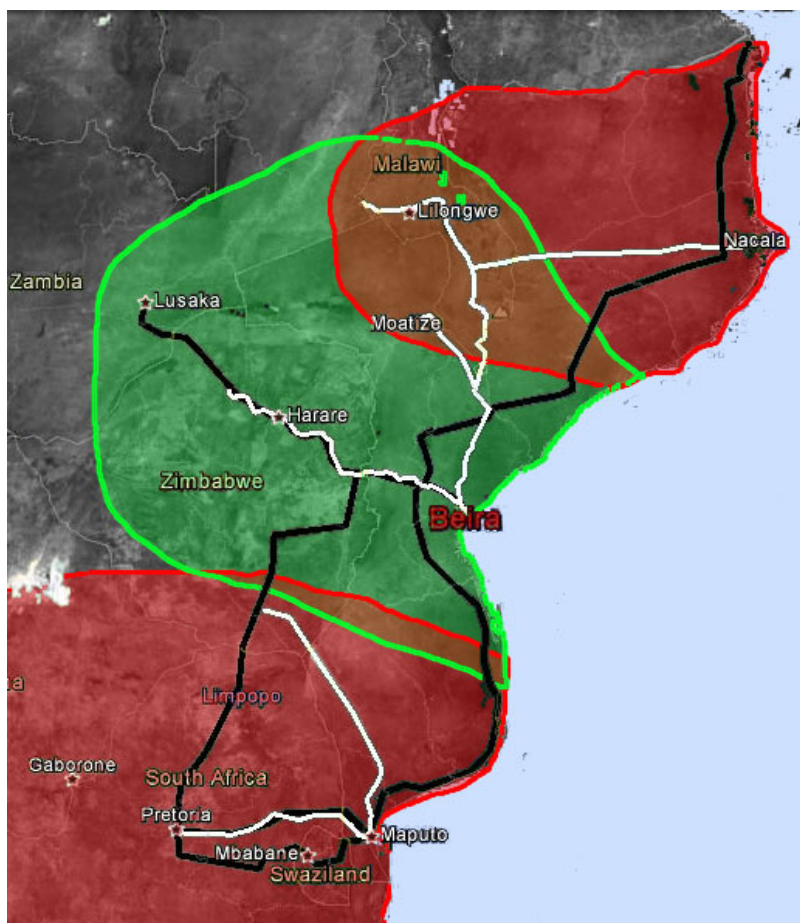 Malawi
Lilongwe
Nacala
Zambia
Lusaka
Moatize
Harare
Zimbabwe
Beira
Limpopo
Gaborone
South Africa
Pretoria
Maputo
Mbabane
Swaziland